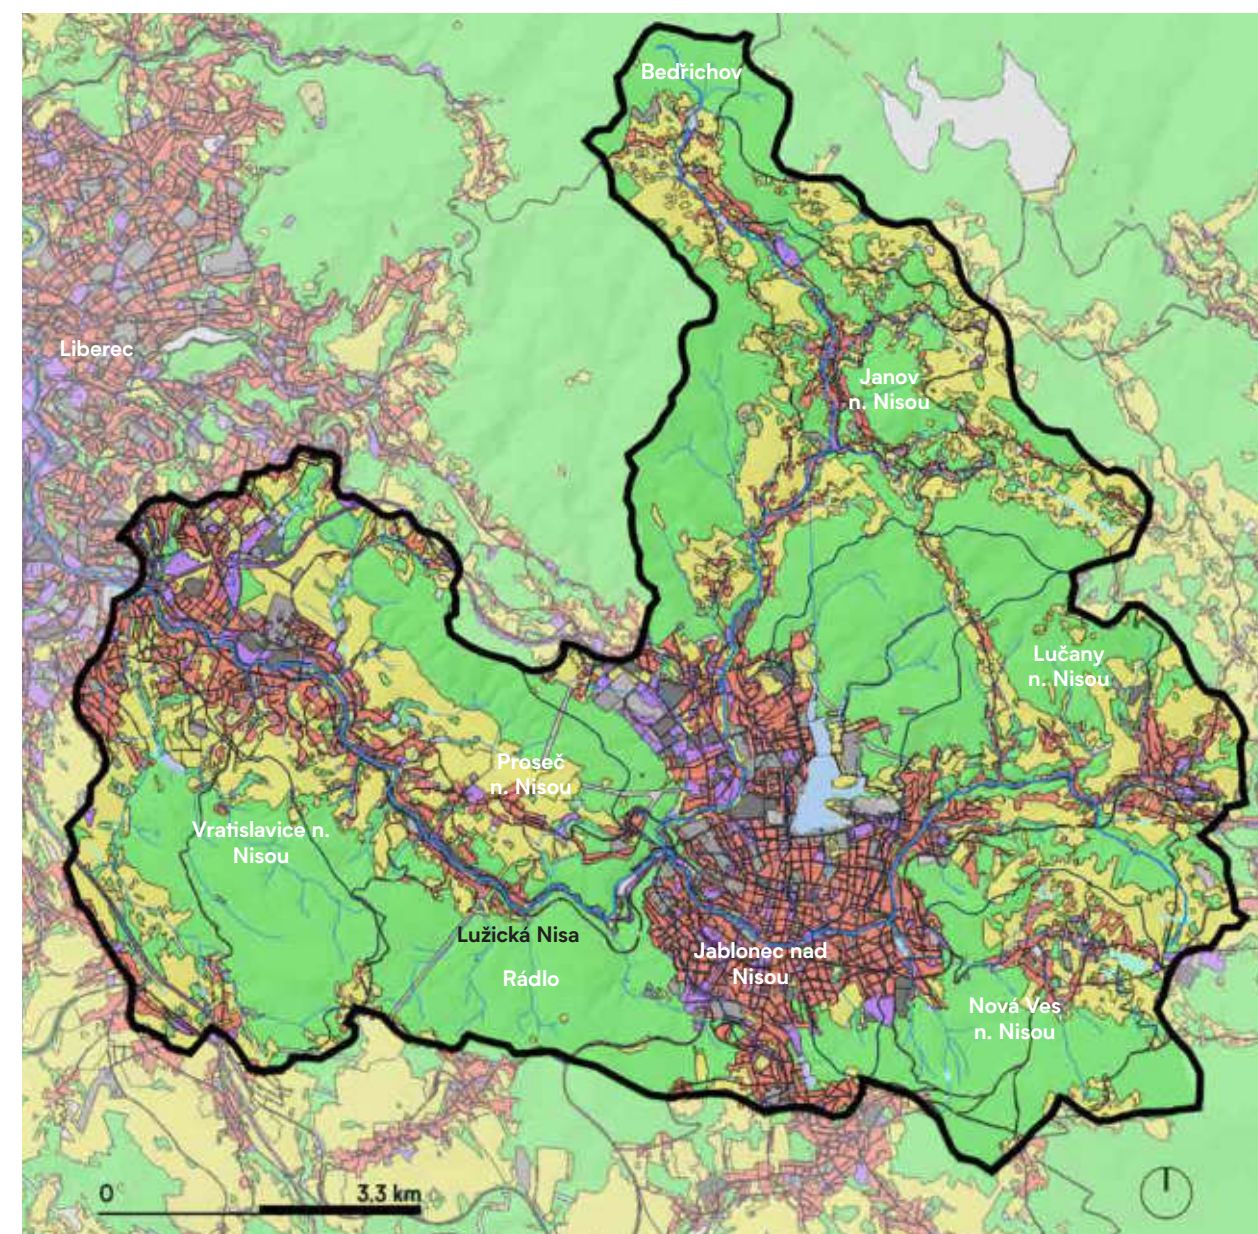 Bedřichov
Liberec
Janov
n. Nisou
Lučany
n. Nisou
Proseč
n. Nisou
Vratislavice n.
Nisou
Lužická Nisa
Jablonec nad
Nisou
Rádlo
Nová Ves
n. Nisou
0
3.3 km